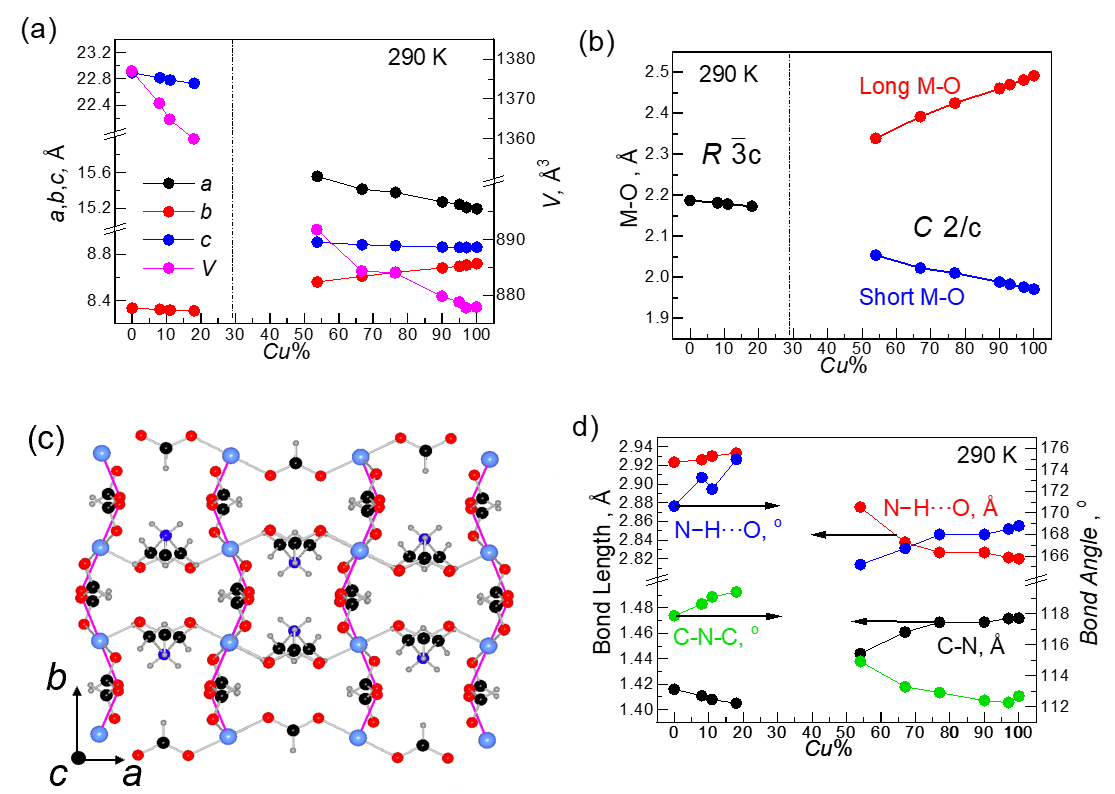 (a)
290 K
23.2
22.8
22.4
15.6
15.2
8.8
8.4
a,b,c, Å
a
b
c
V
1380
1370
1360
890
880
V, Å3
0 10 20 30 40 50 60 70 80 90 100
Cu%
(b)
290 K
2.5
2.4
2.3
2.2
2.1
2.0
1.9
M-O , Å
Long M-O
R 3̅c
C 2/c
Short M-O
0 10 20 30 40 50 60 70 80 90 100
Cu%
(c)
b
c
a
d)
290 K
2.94
2.92
2.90
2.88
2.86
2.84
2.82
1.48
1.46
1.44
1.42
1.40
Bond Length , Å
N−H···O, Å
N−H···O, º
C-N-C, º
C-N, Å
176
174
172
170
168
166
118
116
114
112
Bond Angle , º
0 10 20 30 40 50 60 70 80 90 100
Cu%